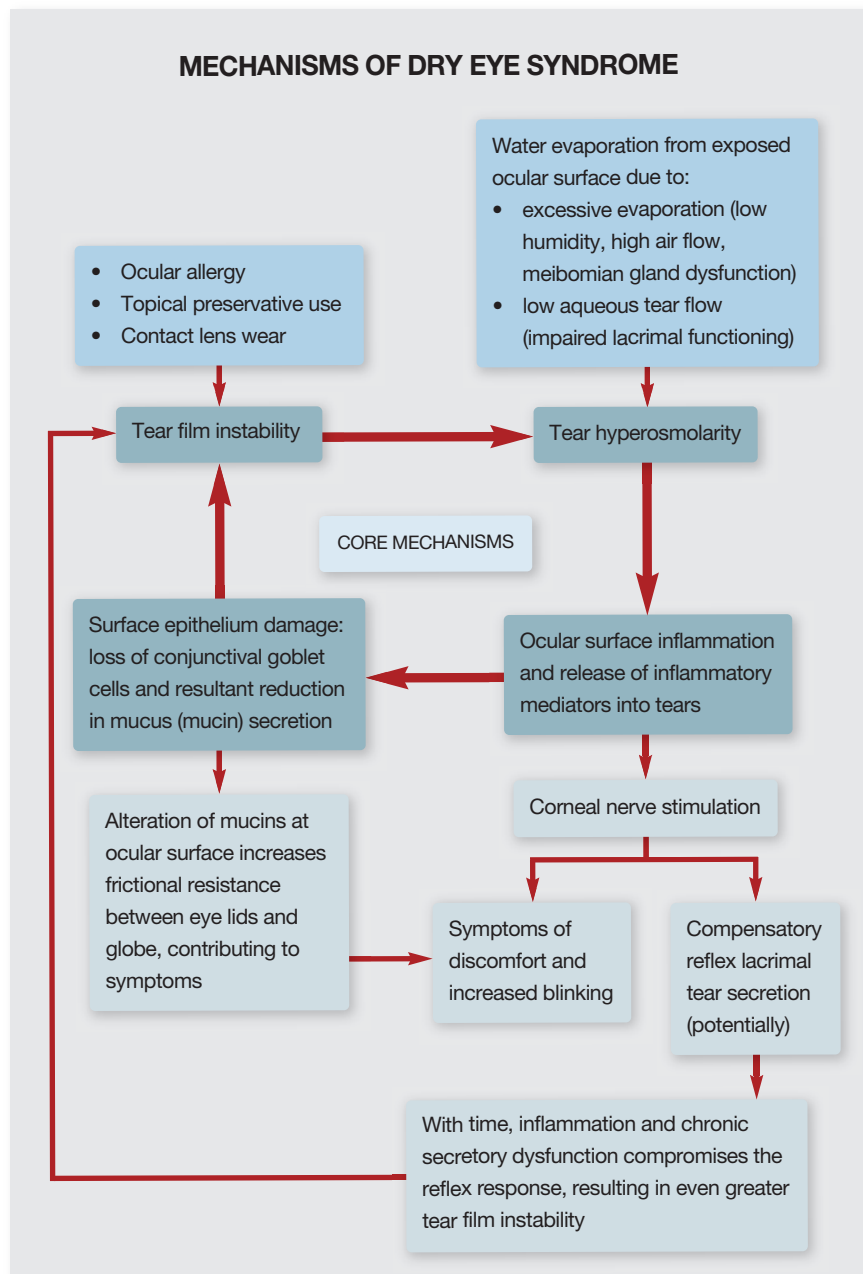 MECHANISMS OF DRY EYE SYNDROME
Water evaporation from exposed
ocular surface due to:
• excessive evaporation (low
humidity, high air flow,
meibomian gland dysfunction)
• low aqueous tear flow
(impaired lacrimal functioning)
• Ocular allergy
• Topical preservative use
• Contact lens wear
Tear film instability
Tear hyperosmolarity
CORE MECHANISMS
Surface epithelium damage:
loss of conjunctival goblet
cells and resultant reduction
in mucus (mucin) secretion
Ocular surface inflammation
and release of inflammatory
mediators into tears
Corneal nerve stimulation
Alteration of mucins at
ocular surface increases
frictional resistance
between eye lids and
globe, contributing to
symptoms
Symptoms of
discomfort and
increased blinking
Compensatory
reflex lacrimal
tear secretion
(potentially)
With time, inflammation and chronic
secretory dysfunction compromises the
reflex response, resulting in even greater
tear film instability